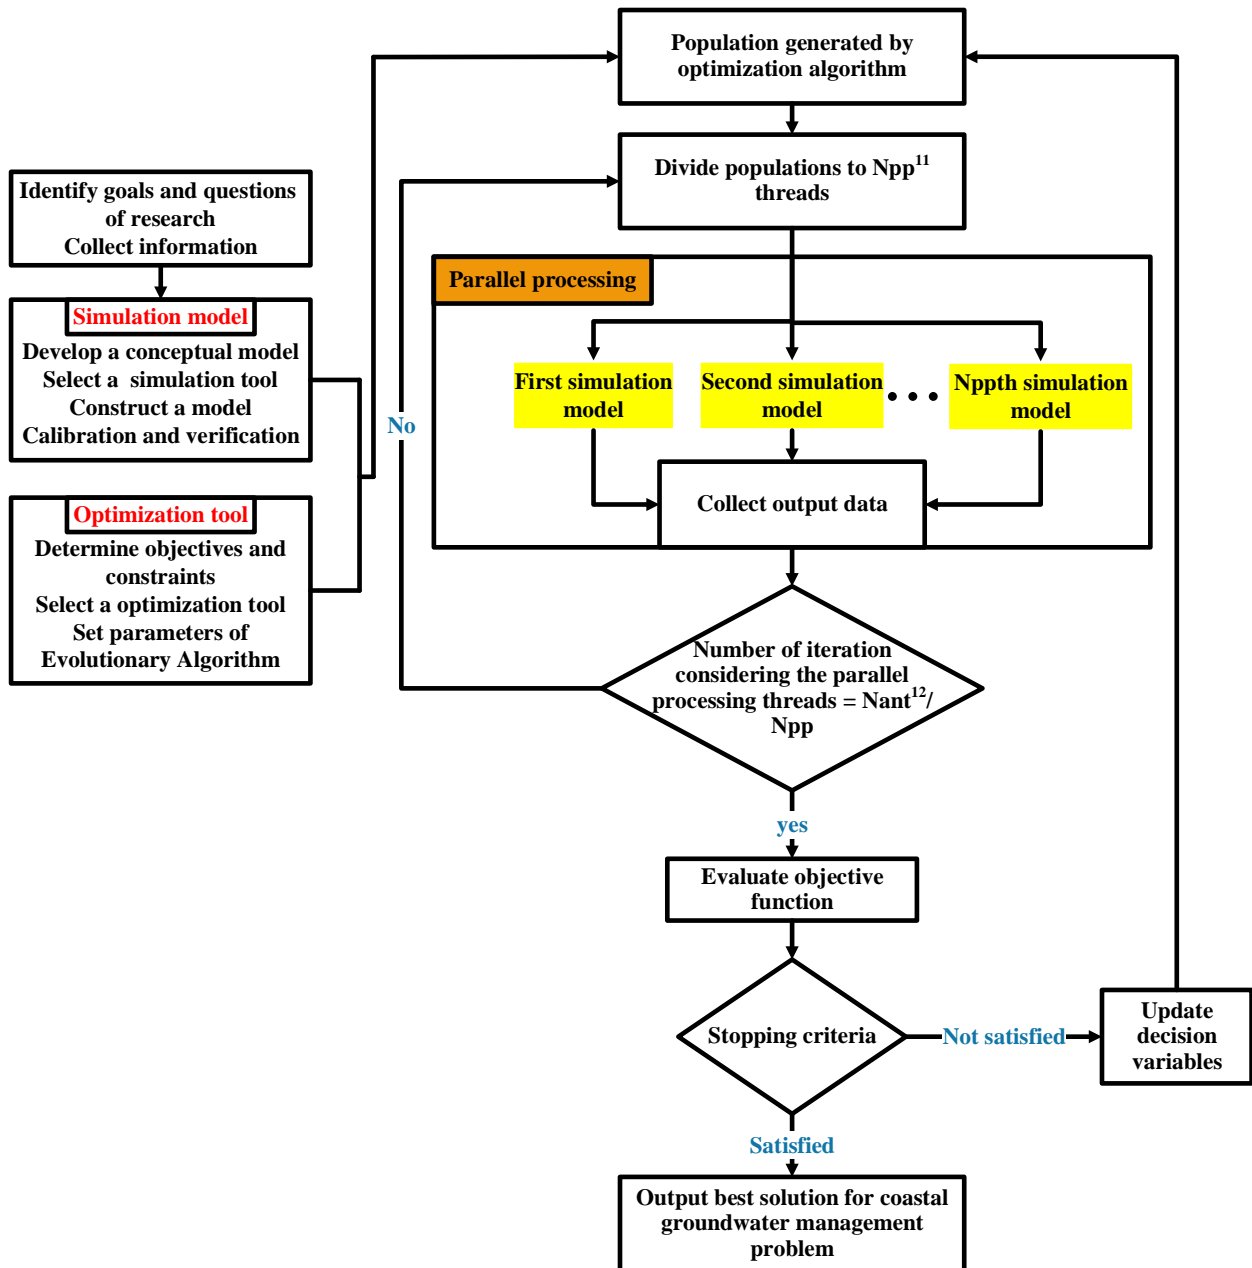 Population generated by
optimization algorithm
Divide populations to Npp¹¹
threads
Identify goals and questions
of research
Collect information
Simulation model
Develop a conceptual model
Select a  simulation tool
Construct a model
Calibration and verification
Optimization tool
Determine objectives and
constraints
Select a optimization tool
Set parameters of
Evolutionary Algorithm
Parallel processing
First simulation
model
Second simulation
model
• • •
Nppth simulation
model
Collect output data
No
Number of iteration
considering the parallel
processing threads = Nant¹²/
Npp
yes
Evaluate objective
function
Stopping criteria
Not satisfied
Update
decision
variables
Satisfied
Output best solution for coastal
groundwater management
problem